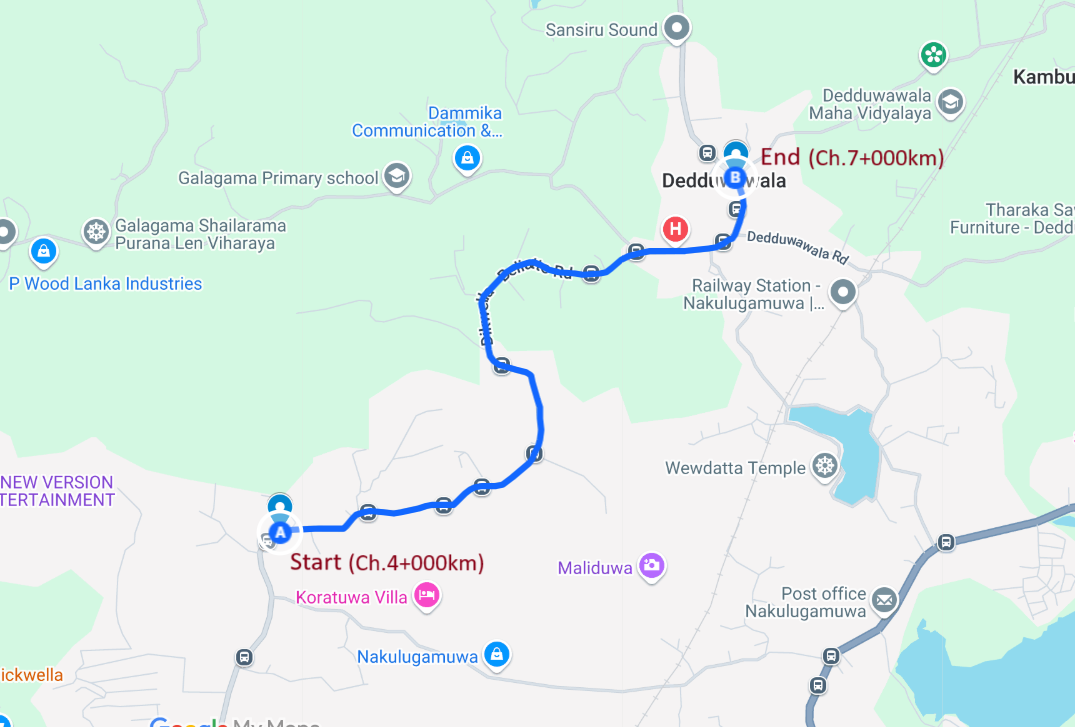 Sansiru Sound
Kambu
Dedduwawala
Maha Vidyalaya
Dammika
Communication &...
End (Ch.7+000km)
B
Galagama Primary school
Galagama Shailarama
Purana Len Viharaya
Tharaka Sa
Furniture - Dedd
H
Dedduwawala Rd
P Wood Lanka Industries
Railway Station -
Nakulugamuwa |...
Wewdatta Temple
NEW VERSION
TERTAINMENT
A
Start (Ch.4+000km)
Maliduwa
Koratuwa Villa
Post office
Nakulugamuwa
Nakulugamuwa
ickwella
Google My Maps